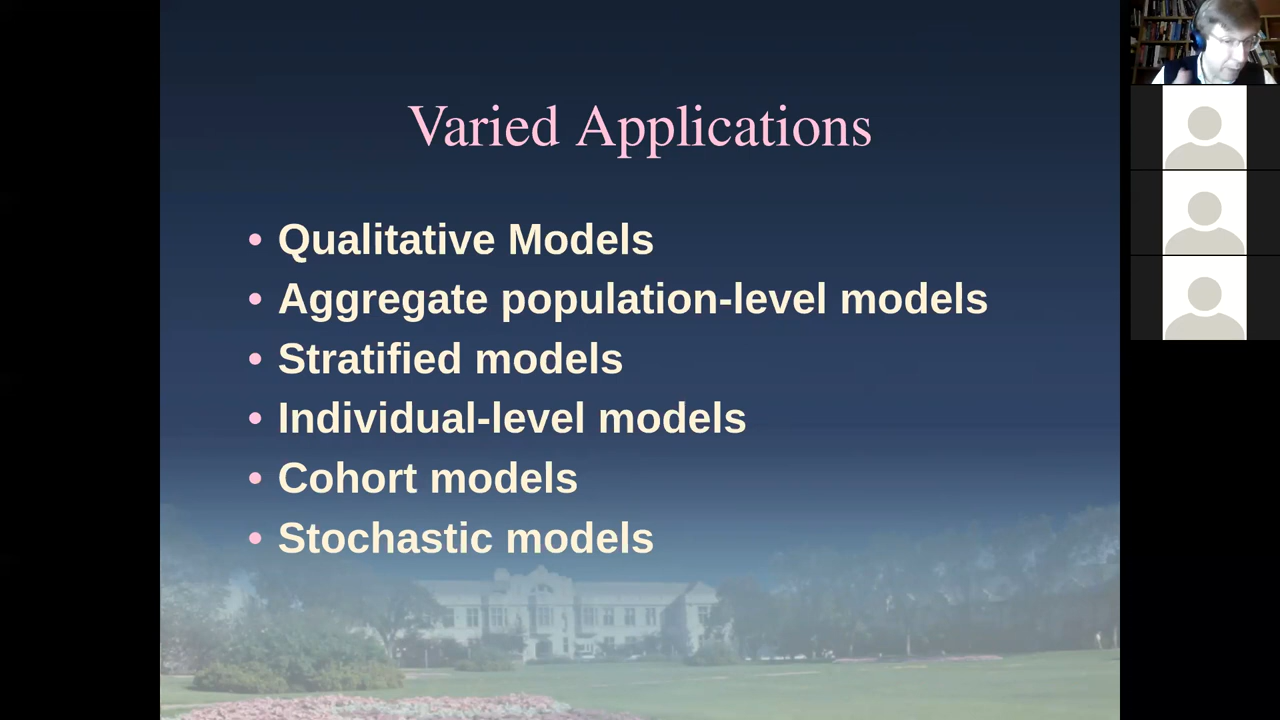 Varied Applications
• Qualitative Models
• Aggregate population-level models
• Stratified models
• Individual-level models
• Cohort models
• Stochastic models